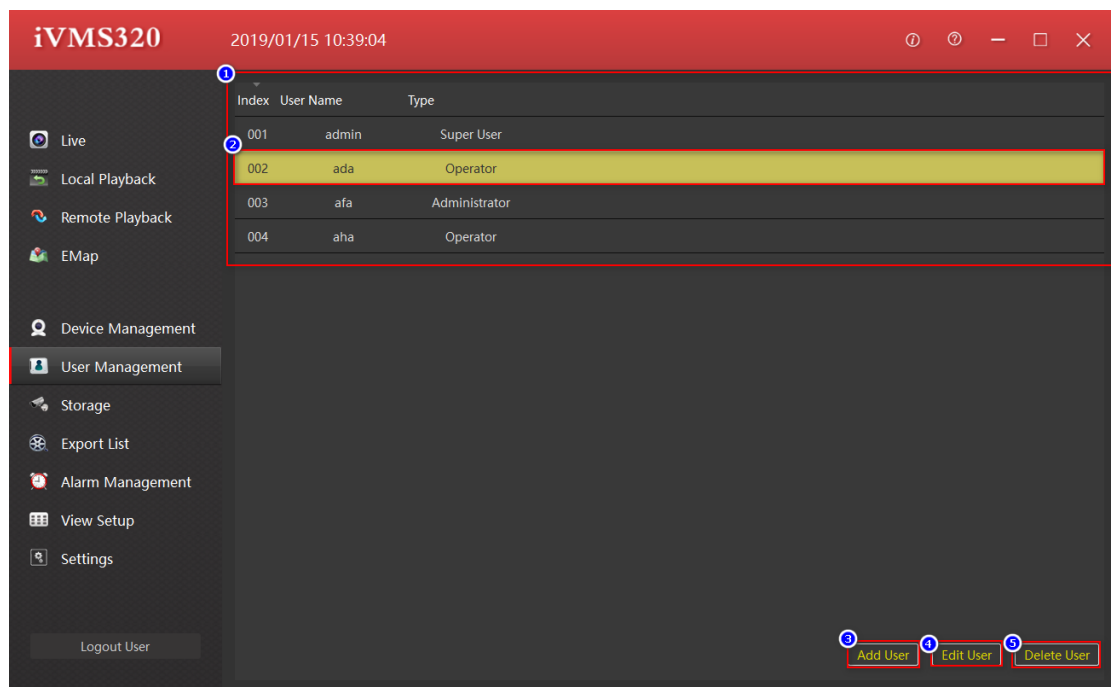 iVMS320 2019/01/15 10:39:04
1
Index User Name Type
001 admin Super User
2
002 ada Operator
003 afa Administrator
004 aha Operator
Live
Local Playback
Remote Playback
EMap
Device Management
User Management
Storage
Export List
Alarm Management
View Setup
Settings
Logout User
3 4 5
Add User Edit User Delete User